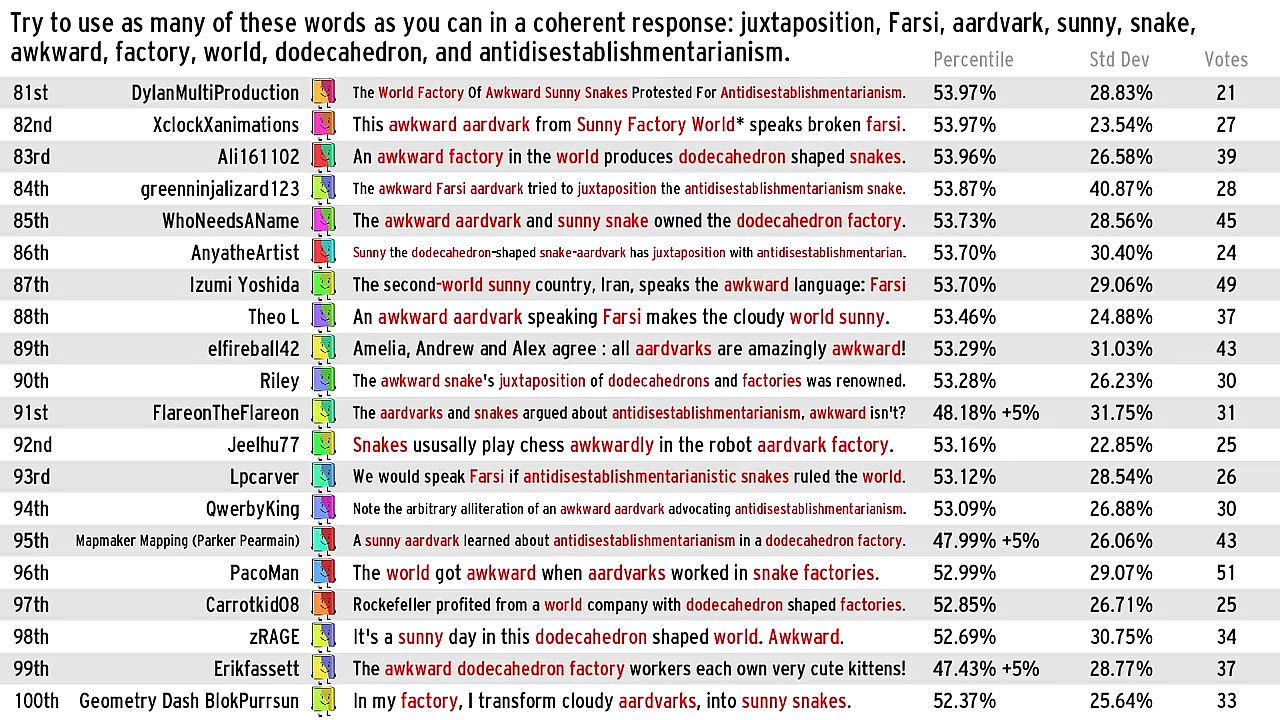 Try to use as many of these words as you can in a coherent response: juxtaposition, Farsi, aardvark, sunny, snake,
awkward, factory, world, dodecahedron, and antidisestablishmentarianism.
Percentile Std Dev Votes
81st DylanMultiProduction The World Factory Of Awkward Sunny Snakes Protested For Antidisestablishmentarianism. 53.97% 28.83% 21
82nd XclockXanimations This awkward aardvark from Sunny Factory World* speaks broken farsi. 53.97% 23.54% 27
83rd Ali161102 An awkward factory in the world produces dodecahedron shaped snakes. 53.96% 26.58% 39
84th greenninjalizard123 The awkward Farsi aardvark tried to juxtaposition the antidisestablishmentarianism snake. 53.87% 40.87% 28
85th WhoNeedsAName The awkward aardvark and sunny snake owned the dodecahedron factory. 53.73% 28.56% 45
86th AnyatheArtist Sunny the dodecahedron-shaped snake-aardvark has juxtaposition with antidisestablishmentarian. 53.70% 30.40% 24
87th Izumi Yoshida The second-world sunny country, Iran, speaks the awkward language: Farsi 53.70% 29.06% 49
88th Theo L An awkward aardvark speaking Farsi makes the cloudy world sunny. 53.46% 24.88% 37
89th elfireball42 Amelia, Andrew and Alex agree : all aardvarks are amazingly awkward! 53.29% 31.03% 43
90th Riley The awkward snake's juxtaposition of dodecahedrons and factories was renowned. 53.28% 26.23% 30
91st FlareonTheFlareon The aardvarks and snakes argued about antidisestablishmentarianism, awkward isn't? 48.18% +5% 31.75% 31
92nd Jeelhu77 Snakes ususally play chess awkwardly in the robot aardvark factory. 53.16% 22.85% 25
93rd Lpcarver We would speak Farsi if antidisestablishmentarianistic snakes ruled the world. 53.12% 28.54% 26
94th QwerbyKing Note the arbitrary alliteration of an awkward aardvark advocating antidisestablishmentarianism. 53.09% 26.88% 30
95th Mapmaker Mapping (Parker Pearmain) A sunny aardvark learned about antidisestablishmentarianism in a dodecahedron factory. 47.99% +5% 26.06% 43
96th PacoMan The world got awkward when aardvarks worked in snake factories. 52.99% 29.07% 51
97th Carrotkid08 Rockefeller profited from a world company with dodecahedron shaped factories. 52.85% 26.71% 25
98th zRAGE It's a sunny day in this dodecahedron shaped world. Awkward. 52.69% 30.75% 34
99th Erikfassett The awkward dodecahedron factory workers each own very cute kittens! 47.43% +5% 28.77% 37
100th Geometry Dash BlokPurrsun In my factory, I transform cloudy aardvarks, into sunny snakes. 52.37% 25.64% 33